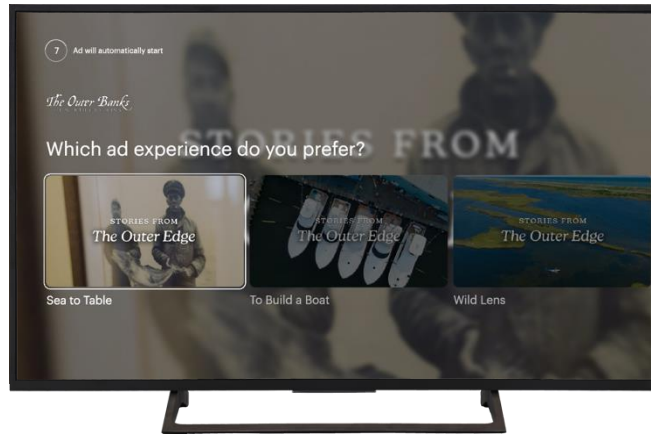 7 Ad will automatically start
The Outer Banks
STORIES FROM
Which ad experience do you prefer?
STORIES FROM
The Outer Edge
STORIES FROM
The Outer Edge
STORIES FROM
The Outer Edge
Sea to Table
To Build a Boat
Wild Lens